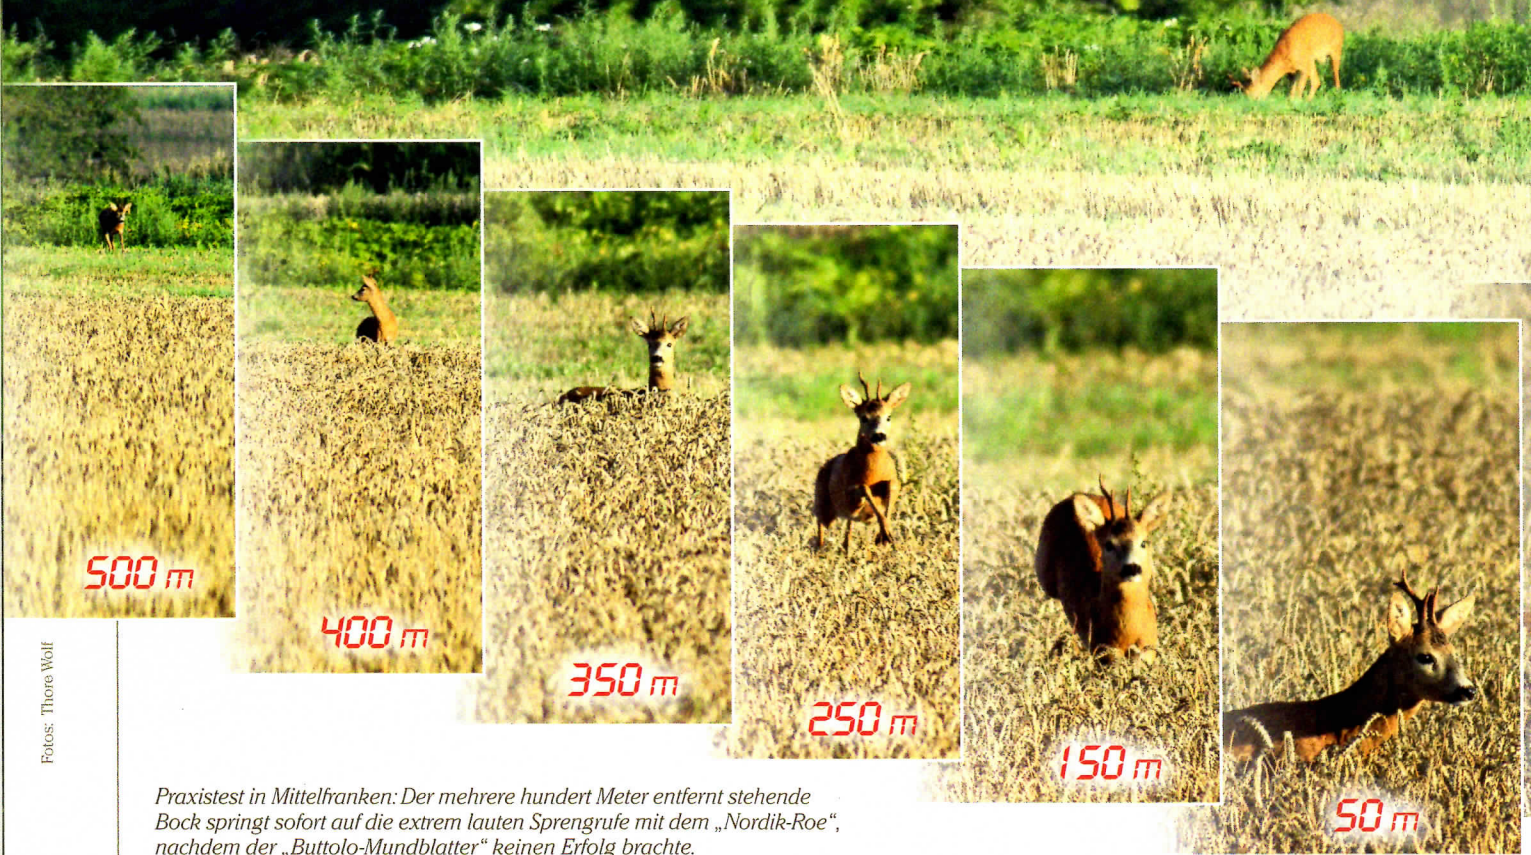 500 m
400 m
350 m
250 m
150 m
50 m
Fotos: Thore Wolf
Praxistest in Mittelfranken: Der mehrere hundert Meter entfernt stehende
Bock springt sofort auf die extrem lauten Sprengrufe mit dem „Nordik-Roe“,
nachdem der „Buttolo-Mundblatter“ keinen Erfolg brachte.